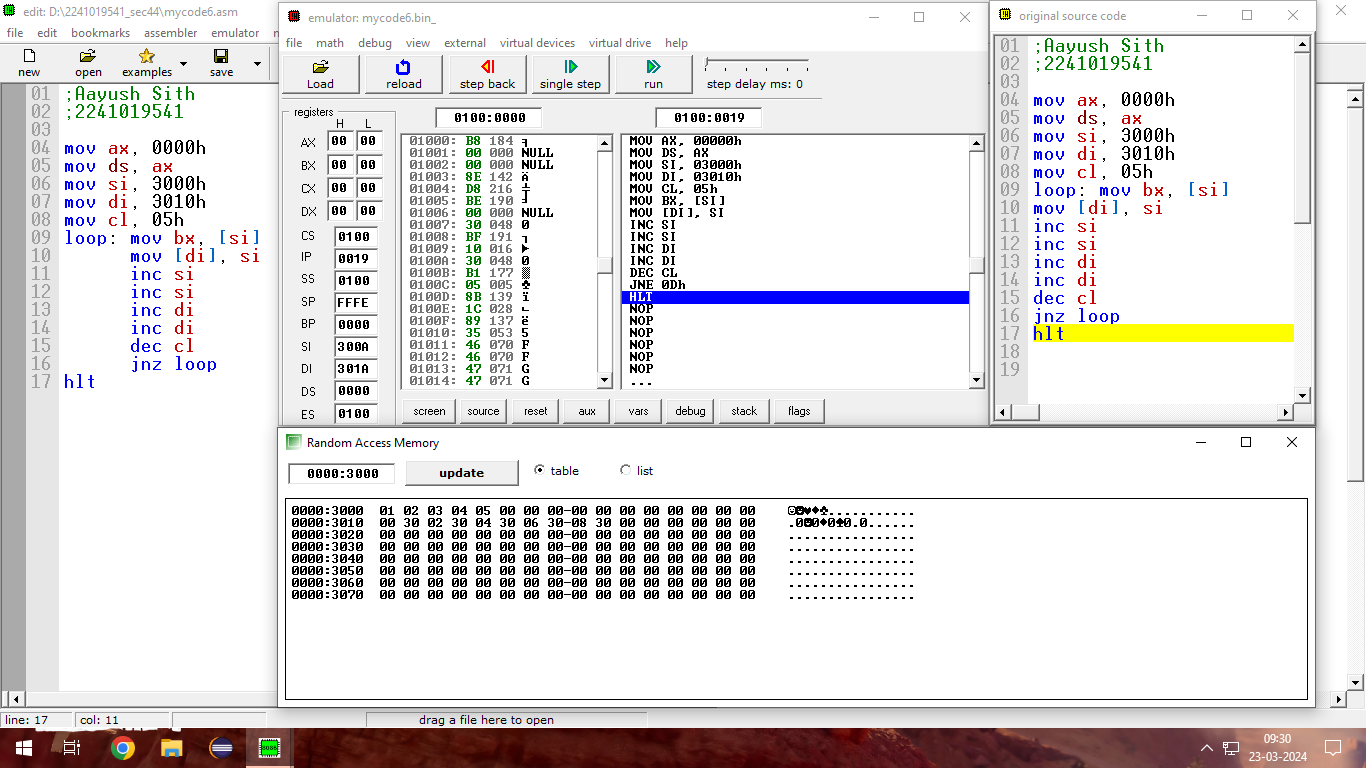 edit: D:\2241019541_sec44\mycode6.asm
file edit bookmarks assembler emulator
new open examples save
01 ;Aayush Sith
02 ;2241019541
03
04 mov ax, 0000h
05 mov ds, ax
06 mov si, 3000h
07 mov di, 3010h
08 mov cl, 05h
09 loop: mov bx, [si]
10 mov [di], si
11 inc si
12 inc si
13 inc di
14 inc di
15 dec cl
16 jnz loop
17 hlt
line: 17 col: 11 drag a file here to open
emulator: mycode6.bin_
file math debug view external virtual devices virtual drive help
Load reload step back single step run step delay ms: 0
registers 0100:0000 0100:0019
H L
AX 00 00
BX 00 00
CX 00 00
DX 00 00
CS 0100
IP 0019
SS 0100
SP FFFE
BP 0000
SI 300A
DI 301A
DS 0000
ES 0100
01000: B8 184 ╕
01001: 00 000 NULL
01002: 00 000 NULL
01003: 8E 142 Ä
01004: D8 216 ╪
01005: BE 190 ╛
01006: 00 000 NULL
01007: 30 048 0
01008: BF 191 ┐
01009: 10 016 ►
0100A: 30 048 0
0100B: B1 177 ▒
0100C: 05 005 ♣
0100D: 8B 139 ï
0100E: 1C 028 ∟
0100F: 89 137 ë
01010: 35 053 5
01011: 46 070 F
01012: 46 070 F
01013: 47 071 G
01014: 47 071 G
MOV AX, 00000h
MOV DS, AX
MOV SI, 03000h
MOV DI, 03010h
MOV CL, 05h
MOV BX, [SI]
MOV [DI], SI
INC SI
INC SI
INC DI
INC DI
DEC CL
JNE 0Dh
HLT
NOP
NOP
NOP
NOP
NOP
NOP
...
screen source reset aux vars debug stack flags
original source code
01 ;Aayush Sith
02 ;2241019541
03
04 mov ax, 0000h
05 mov ds, ax
06 mov si, 3000h
07 mov di, 3010h
08 mov cl, 05h
09 loop: mov bx, [si]
10 mov [di], si
11 inc si
12 inc si
13 inc di
14 inc di
15 dec cl
16 jnz loop
17 hlt
18
19
Random Access Memory
0000:3000 update table list
0000:3000 01 02 03 04 05 00 00 00-00 00 00 00 00 00 00 00 ☺☻♥♦♣...........
0000:3010 00 30 02 30 04 30 06 30-08 30 00 00 00 00 00 00 .0☻0♦0♠0.0......
0000:3020 00 00 00 00 00 00 00 00-00 00 00 00 00 00 00 00 ................
0000:3030 00 00 00 00 00 00 00 00-00 00 00 00 00 00 00 00 ................
0000:3040 00 00 00 00 00 00 00 00-00 00 00 00 00 00 00 00 ................
0000:3050 00 00 00 00 00 00 00 00-00 00 00 00 00 00 00 00 ................
0000:3060 00 00 00 00 00 00 00 00-00 00 00 00 00 00 00 00 ................
0000:3070 00 00 00 00 00 00 00 00-00 00 00 00 00 00 00 00 ................
8086
09:30
23-03-2024